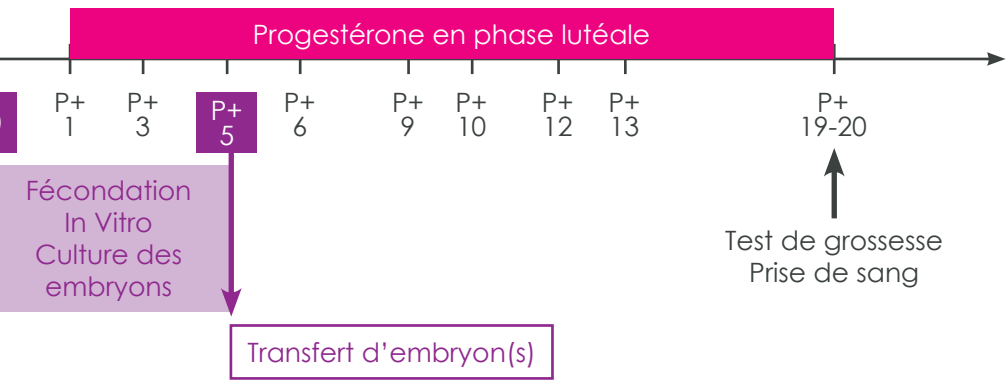 Progestérone en phase lutéale
P+ P+ P+ P+ P+ P+ P+ P+ P+
1 3 5 6 9 10 12 13 19-20
Fécondation
In Vitro
Culture des
embryons
Test de grossesse
Prise de sang
Transfert d’embryon(s)